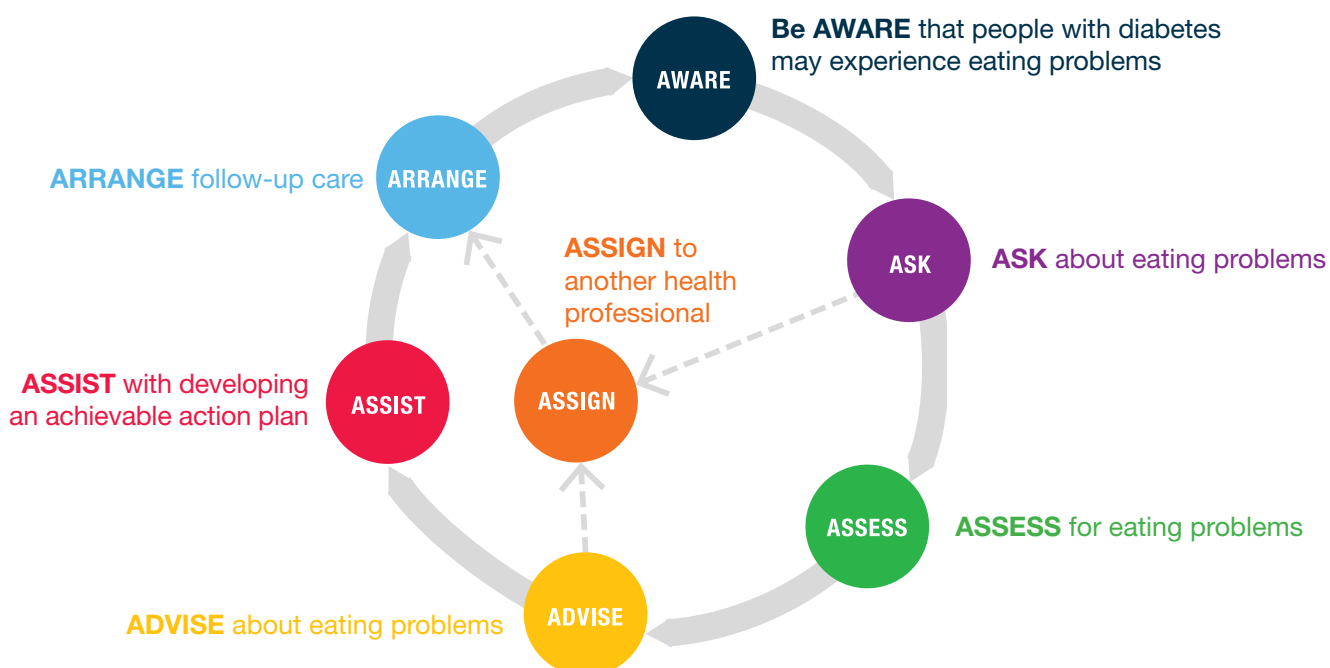 Be AWARE that people with diabetes
may experience eating problems
AWARE
ARRANGE follow-up care
ARRANGE
ASSIGN to
another health
professional
ASK
ASK about eating problems
ASSIST with developing
an achievable action plan
ASSIST
ASSIGN
ASSESS
ASSESS for eating problems
ADVISE about eating problems
ADVISE